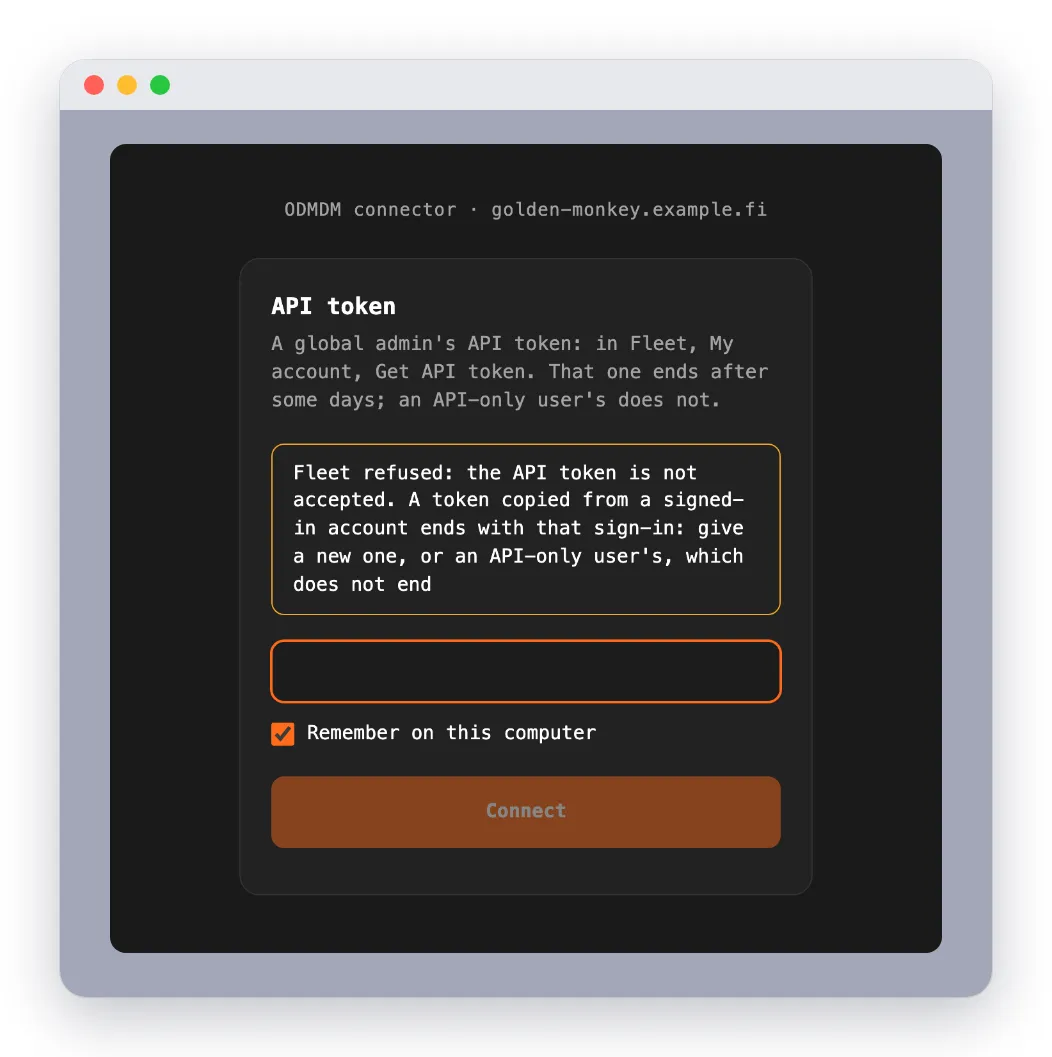 ODMDM connector · golden-monkey.example.fi
API token
A global admin's API token: in Fleet, My
account, Get API token. That one ends after
some days; an API-only user's does not.
Fleet refused: the API token is not
accepted. A token copied from a signed-
in account ends with that sign-in: give
a new one, or an API-only user's, which
does not end
Remember on this computer
Connect